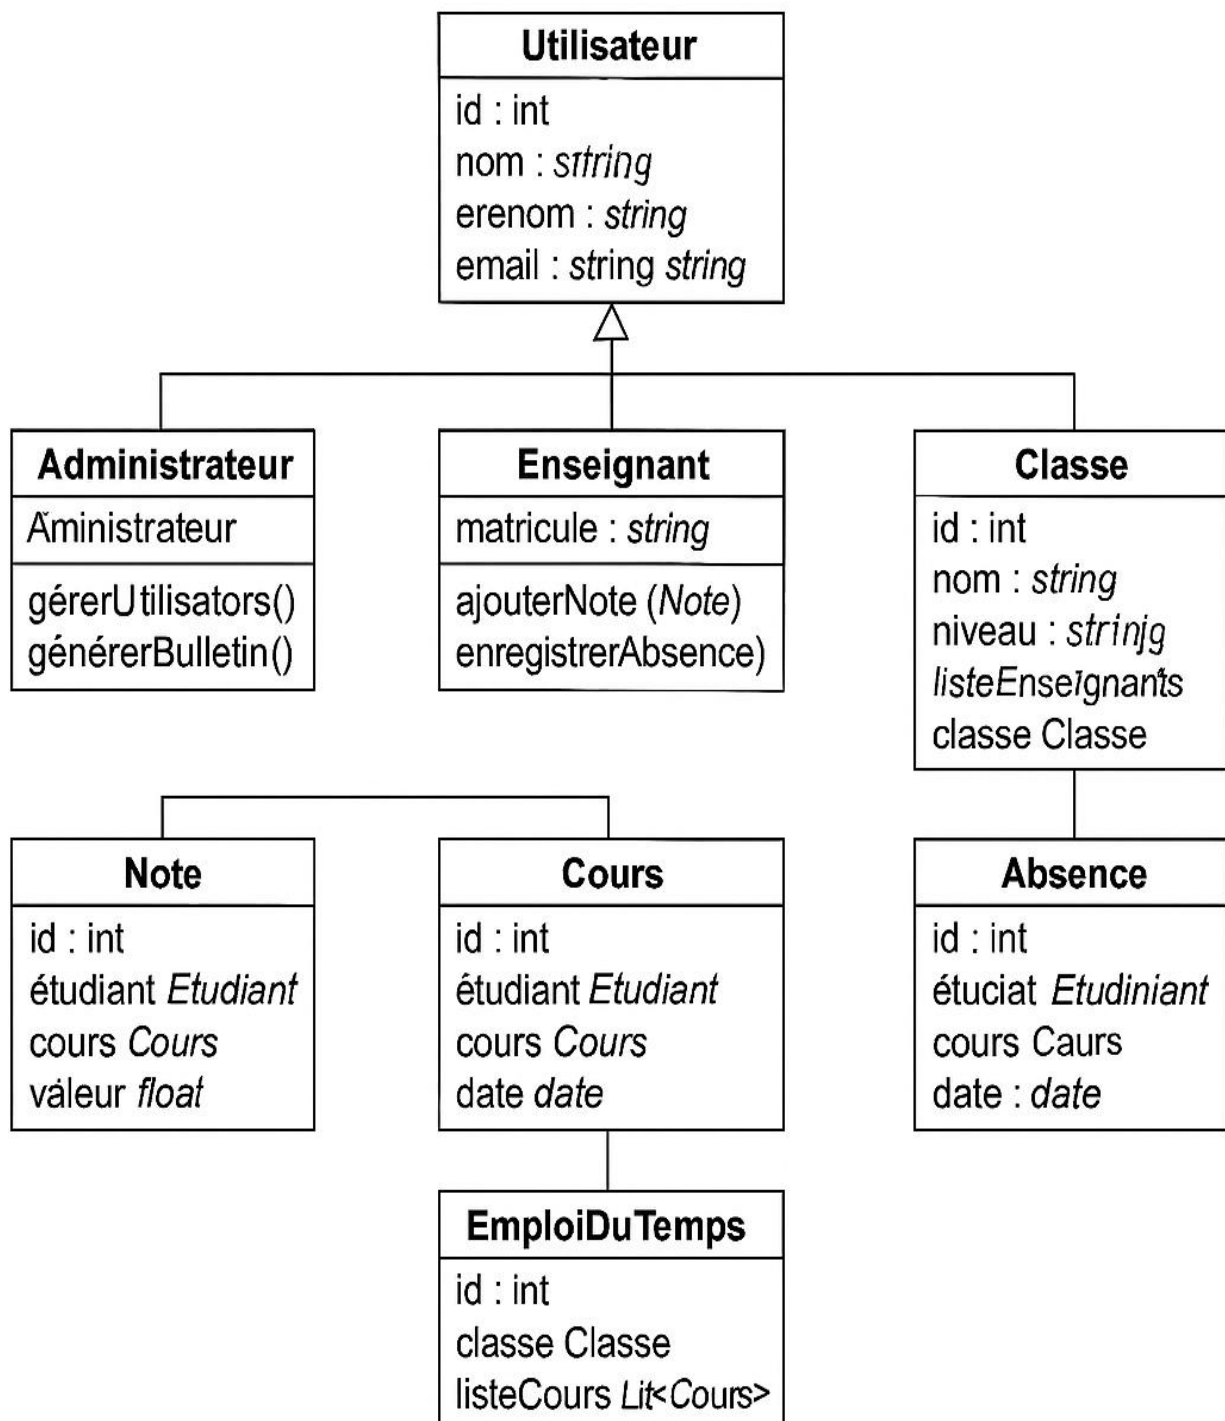 Utilisateur
id : int
nom : sttring
erenom : string
email : string string
Administrateur
Aministrateur
gérerUtilisators()
générerBulletin()
Enseignant
matricule : string
ajouterNote (Note)
enregistrerAbsence)
Classe
id : int
nom : string
niveau : strinjg
listeEnseignants
classe Classe
Note
id : int
étudiant Etudiant
cours Cours
váleur float
Cours
id : int
étudiant Etudiant
cours Cours
date date
Absence
id : int
étuciat Etudiniant
cours Caurs
date : date
EmploiDuTemps
id : int
classe Classe
listeCours Lit<Cours>